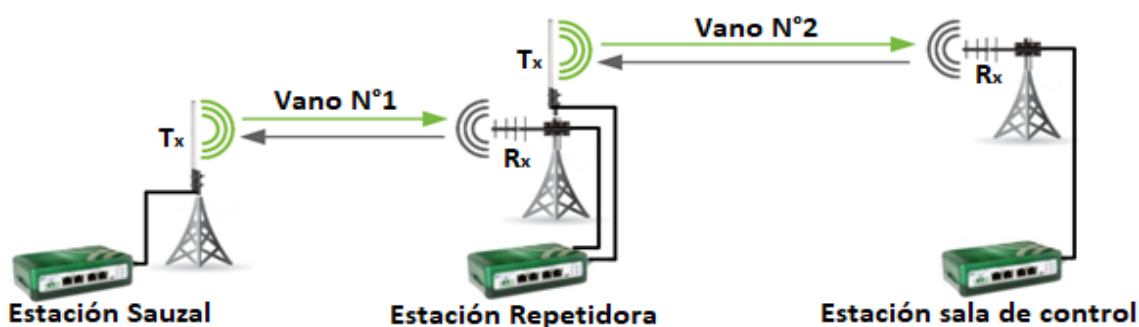 Vano N°2
Tx
Rx
Vano N°1
Tx
Rx
Estación Sauzal
Estación Repetidora
Estación sala de control